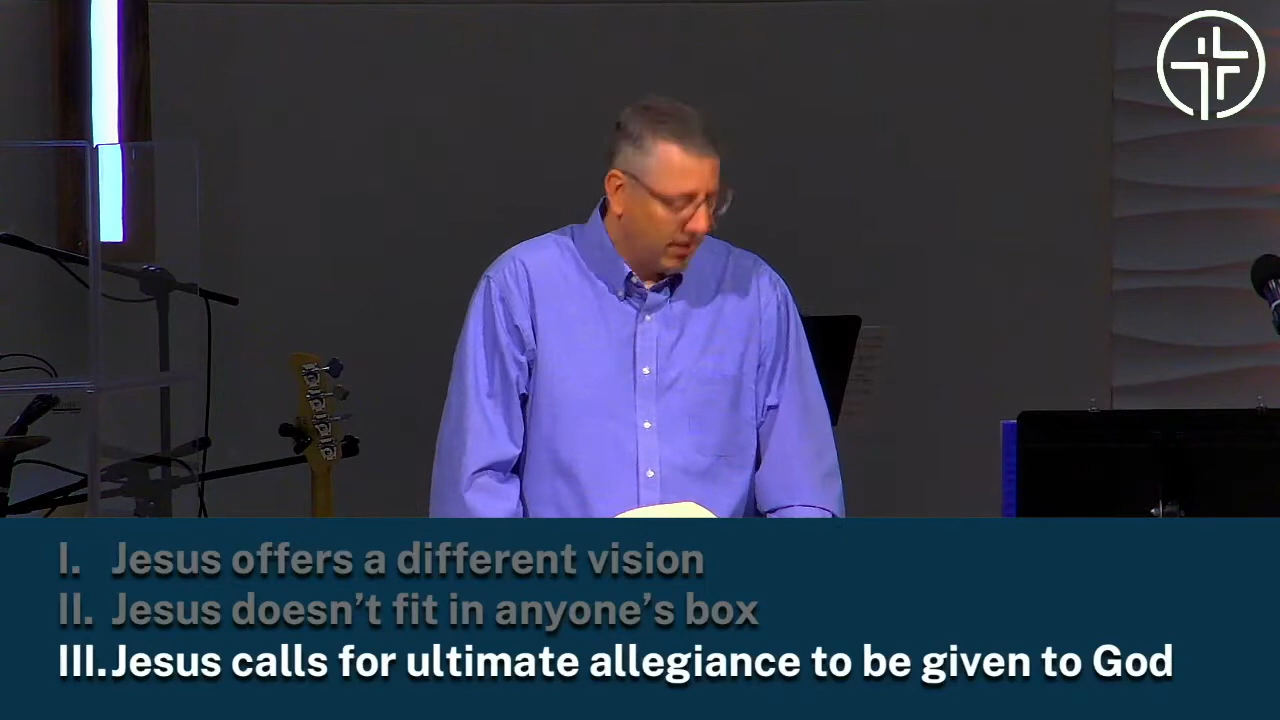 I. Jesus offers a different vision
II. Jesus doesn’t fit in anyone’s box
III. Jesus calls for ultimate allegiance to be given to God